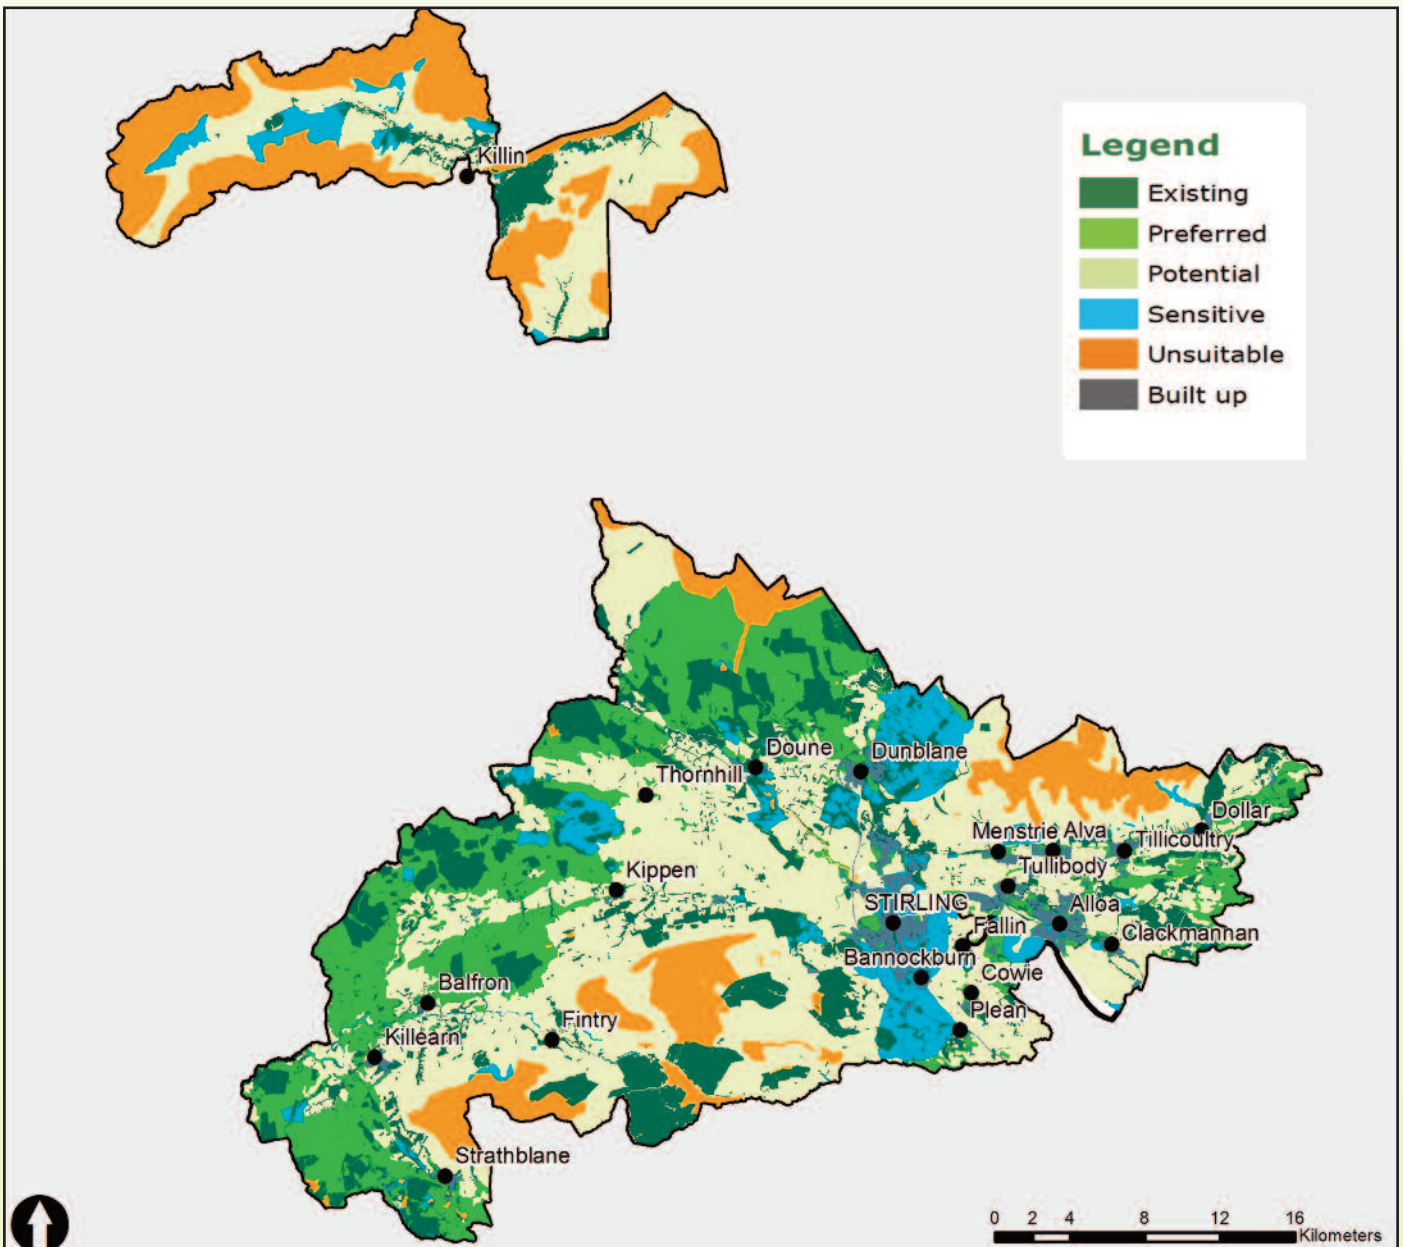 Killin
Legend
Existing
Preferred
Potential
Sensitive
Unsuitable
Built up
Doune
Dunblane
Thornhill
Dollar
Menstrie Alva
Tillicoultry
Tullibody
Kippen
STIRLING
Alloa
Fallin
Clackmannan
Bannockburn
Cowie
Balfron
Plean
Fintry
Killearn
Strathblane
0 2 4 8 12 16
Kilometers